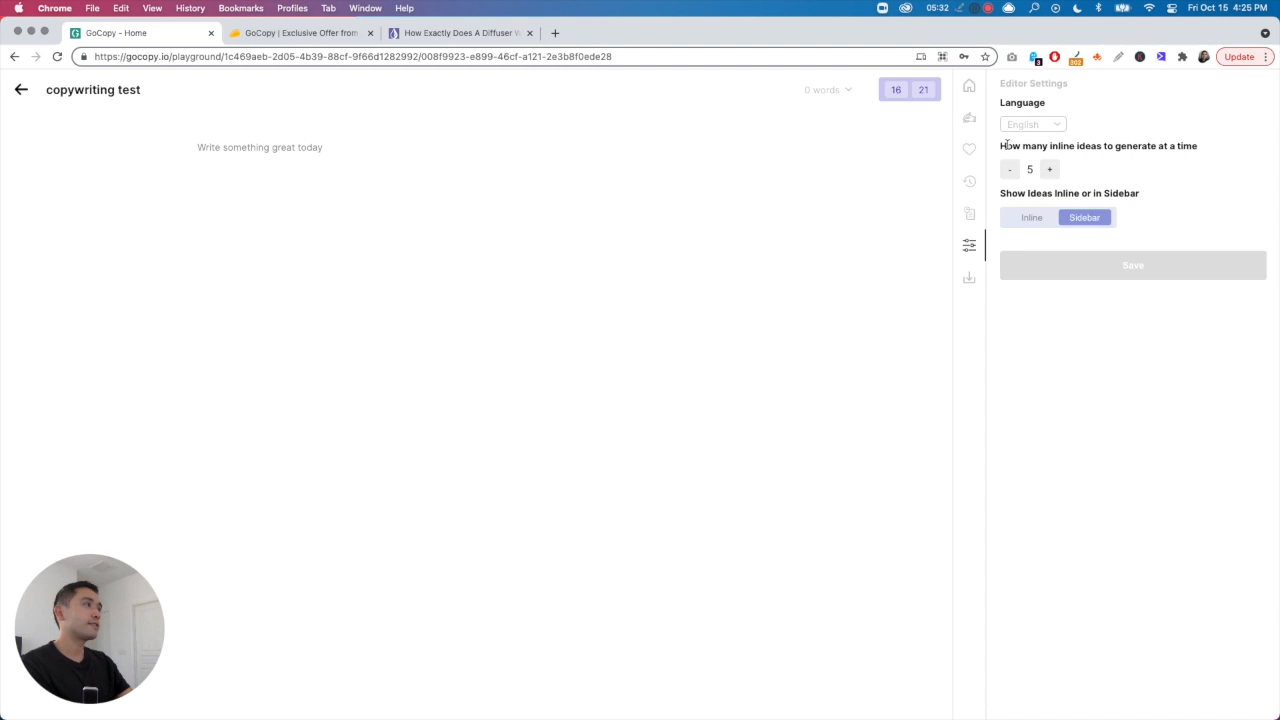 Chrome File Edit View History Bookmarks Profiles Tab Window Help 05:32 Fri Oct 15 4:25 PM
GoCopy - Home
GoCopy | Exclusive Offer from
How Exactly Does A Diffuser W
https://gocopy.io/playground/1c469aeb-2d05-4b39-88cf-9f66d1282992/008f9923-e899-46cf-a121-2e3b8f0ede28
3
302
Update
copywriting test
0 words
16 21
Write something great today
Editor Settings
Language
English
How many inline ideas to generate at a time
- 5 +
Show Ideas Inline or in Sidebar
Inline Sidebar
Save